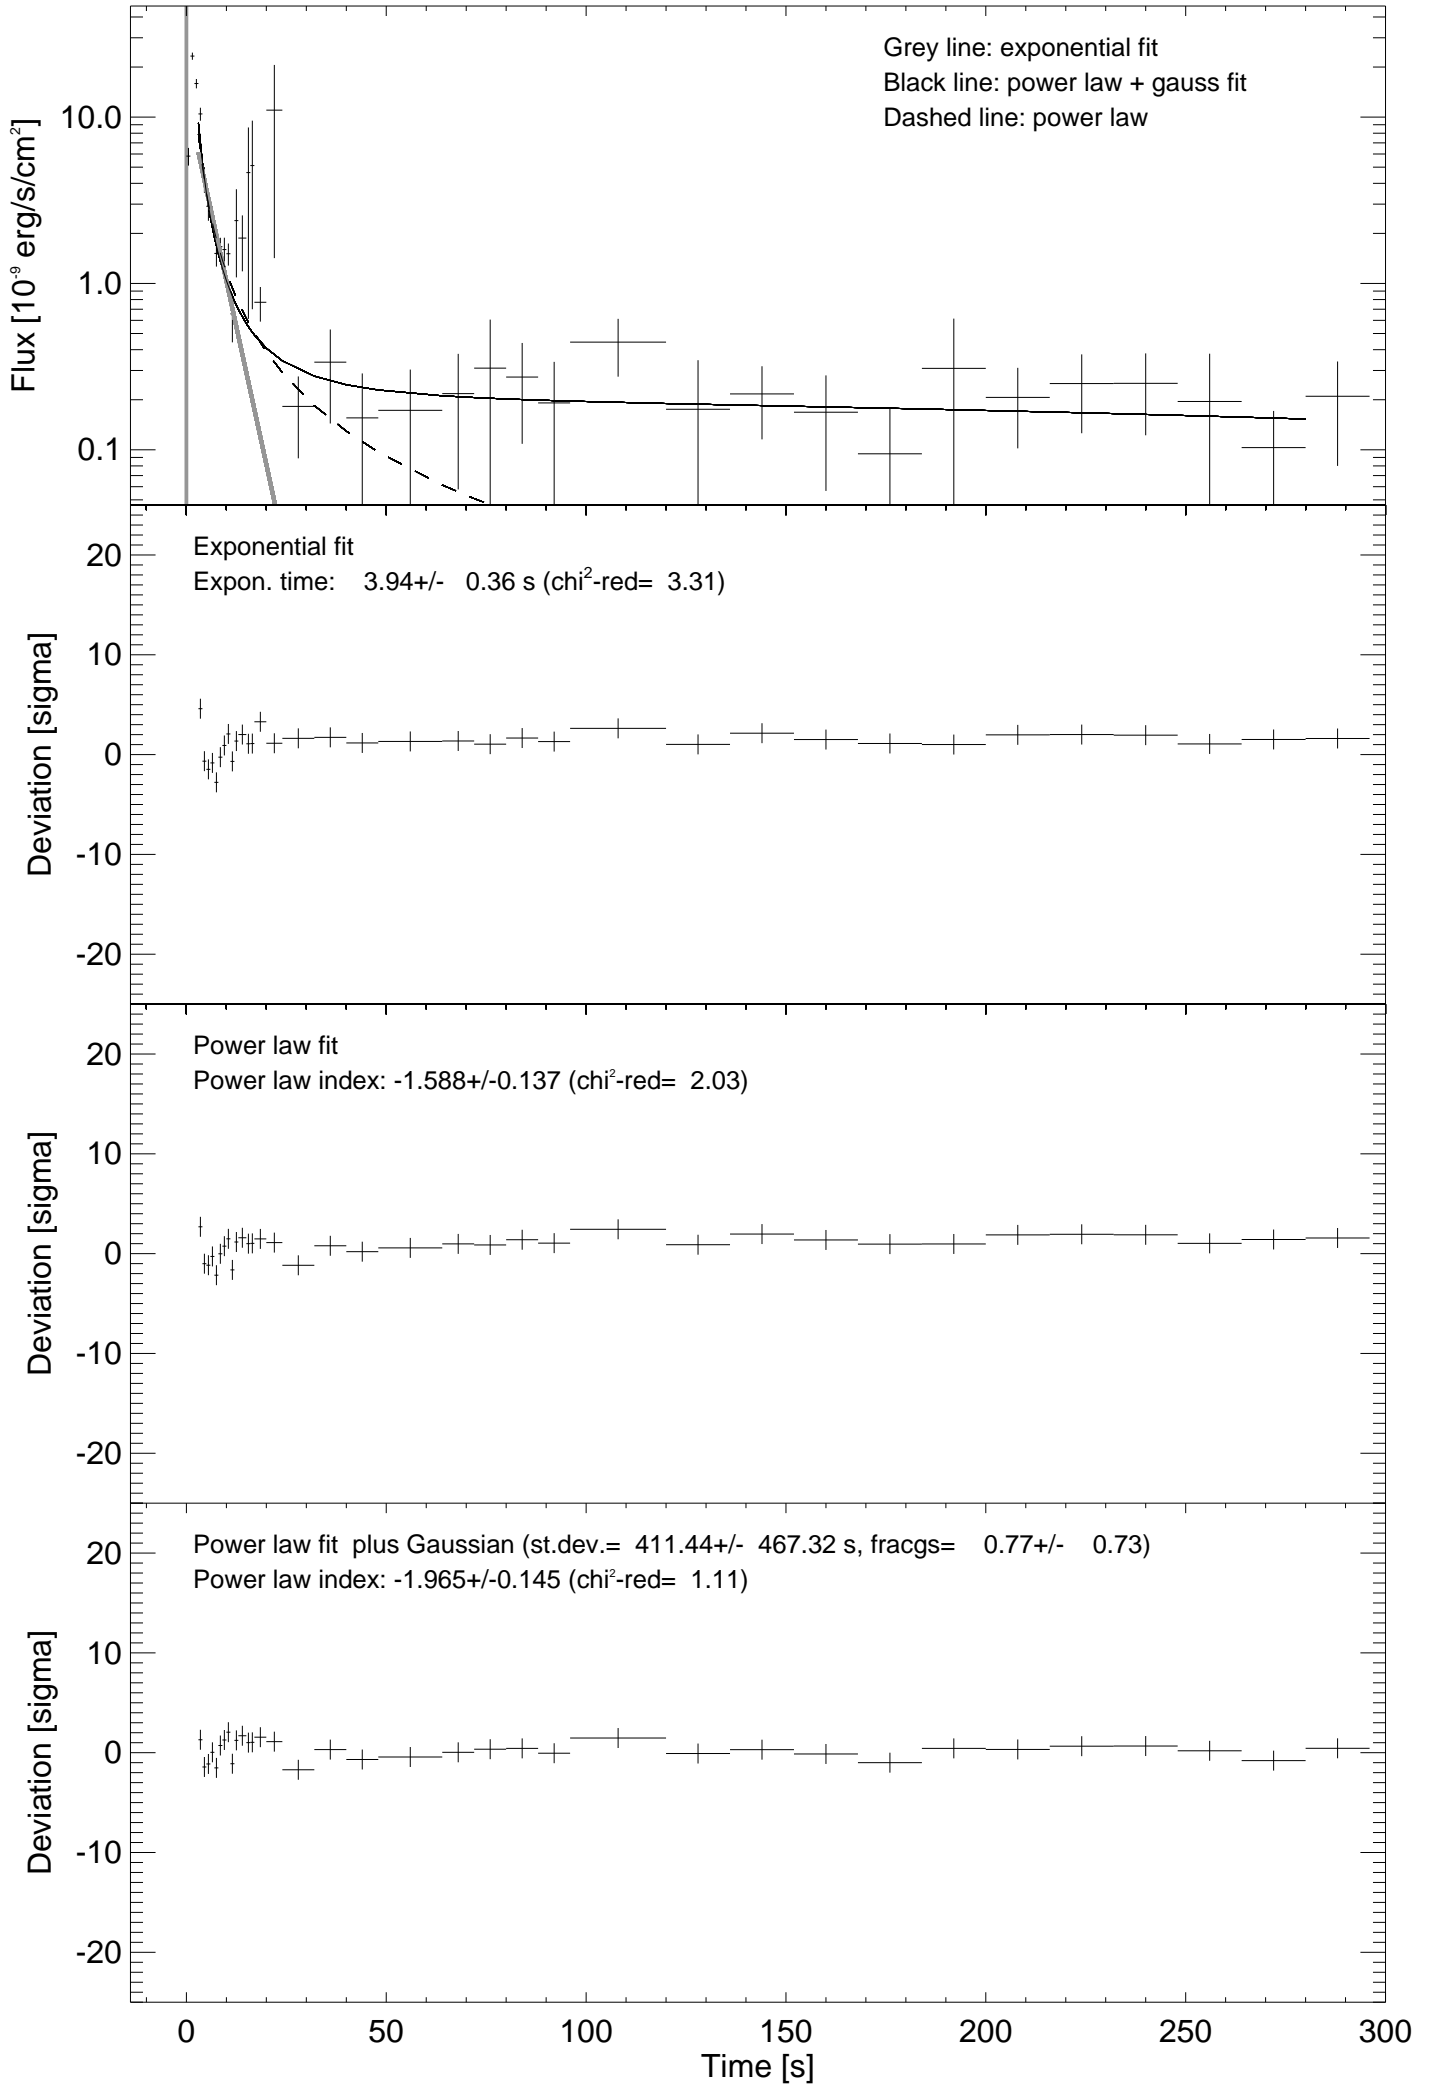 Grey line: exponential fit
Black line: power law + gauss fit
Dashed line: power law
Flux [10⁻⁹ erg/s/cm²]
10.0
1.0
0.1
Exponential fit
Expon. time: 3.94+/- 0.36 s (chi²-red= 3.31)
Deviation [sigma]
20
10
0
-10
-20
Power law fit
Power law index: -1.588+/-0.137 (chi²-red= 2.03)
Deviation [sigma]
20
10
0
-10
-20
Power law fit plus Gaussian (st.dev.= 411.44+/- 467.32 s, fracgs= 0.77+/- 0.73)
Power law index: -1.965+/-0.145 (chi²-red= 1.11)
Deviation [sigma]
20
10
0
-10
-20
0 50 100 150 200 250 300
Time [s]